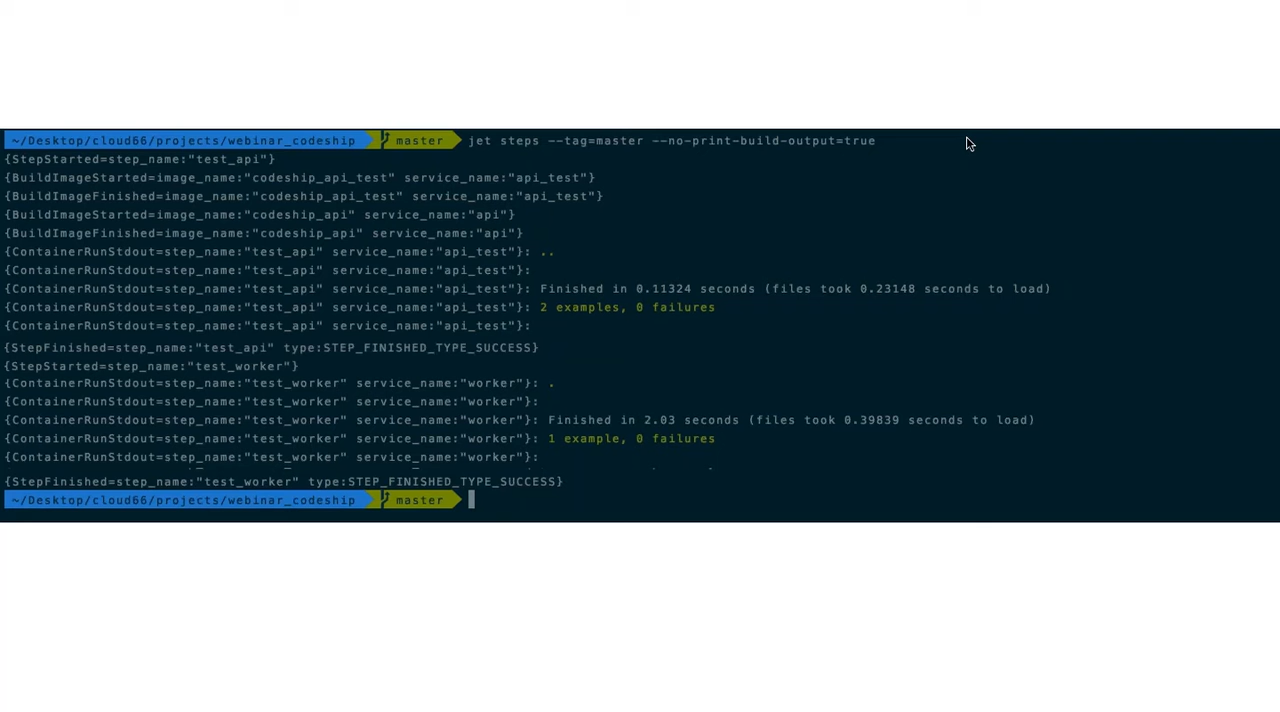 ~/Desktop/cloud66/projects/webinar_codeship master jet steps --tag=master --no-print-build-output=true
{StepStarted=step_name:"test_api"}
{BuildImageStarted=image_name:"codeship_api_test" service_name:"api_test"}
{BuildImageFinished=image_name:"codeship_api_test" service_name:"api_test"}
{BuildImageStarted=image_name:"codeship_api" service_name:"api"}
{BuildImageFinished=image_name:"codeship_api" service_name:"api"}
{ContainerRunStdout=step_name:"test_api" service_name:"api_test"}: ..
{ContainerRunStdout=step_name:"test_api" service_name:"api_test"}:
{ContainerRunStdout=step_name:"test_api" service_name:"api_test"}: Finished in 0.11324 seconds (files took 0.23148 seconds to load)
{ContainerRunStdout=step_name:"test_api" service_name:"api_test"}: 2 examples, 0 failures
{ContainerRunStdout=step_name:"test_api" service_name:"api_test"}:
{StepFinished=step_name:"test_api" type:STEP_FINISHED_TYPE_SUCCESS}
{StepStarted=step_name:"test_worker"}
{ContainerRunStdout=step_name:"test_worker" service_name:"worker"}: .
{ContainerRunStdout=step_name:"test_worker" service_name:"worker"}:
{ContainerRunStdout=step_name:"test_worker" service_name:"worker"}: Finished in 2.03 seconds (files took 0.39839 seconds to load)
{ContainerRunStdout=step_name:"test_worker" service_name:"worker"}: 1 example, 0 failures
{ContainerRunStdout=step_name:"test_worker" service_name:"worker"}:
{StepFinished=step_name:"test_worker" type:STEP_FINISHED_TYPE_SUCCESS}
~/Desktop/cloud66/projects/webinar_codeship master